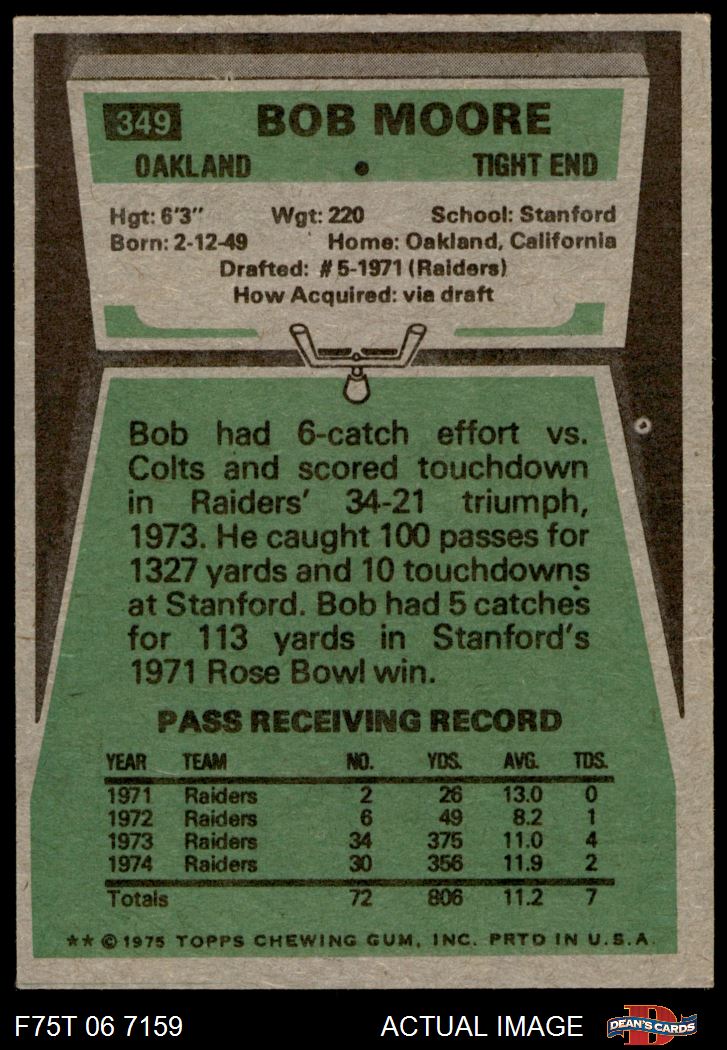 349 BOB MOORE
OAKLAND • TIGHT END
Hgt: 6'3" Wgt: 220 School: Stanford
Born: 2-12-49 Home: Oakland, California
Drafted: #5-1971 (Raiders)
How Acquired: via draft
Bob had 6-catch effort vs.
Colts and scored touchdown
in Raiders' 34-21 triumph,
1973. He caught 100 passes for
1327 yards and 10 touchdowns
at Stanford. Bob had 5 catches
for 113 yards in Stanford's
1971 Rose Bowl win.
PASS RECEIVING RECORD
YEAR TEAM NO. YDS. AVG. TDS.
1971 Raiders 2 26 13.0 0
1972 Raiders 6 49 8.2 1
1973 Raiders 34 375 11.0 4
1974 Raiders 30 356 11.9 2
Totals 72 806 11.2 7
** © 1975 TOPPS CHEWING GUM, INC. PRTD IN U.S.A.
F75T 06 7159 ACTUAL IMAGE D DEAN'S CARDS